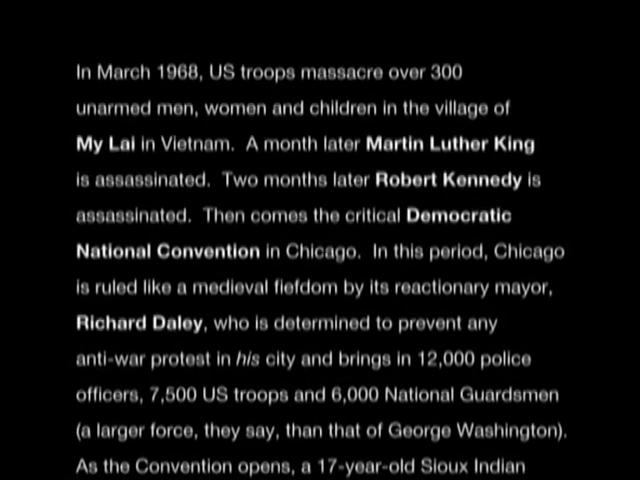 In March 1968, US troops massacre over 300
unarmed men, women and children in the village of
My Lai in Vietnam. A month later Martin Luther King
is assassinated. Two months later Robert Kennedy is
assassinated. Then comes the critical Democratic
National Convention in Chicago. In this period, Chicago
is ruled like a medieval fiefdom by its reactionary mayor,
Richard Daley, who is determined to prevent any
anti-war protest in his city and brings in 12,000 police
officers, 7,500 US troops and 6,000 National Guardsmen
(a larger force, they say, than that of George Washington).
As the Convention opens, a 17-year-old Sioux Indian